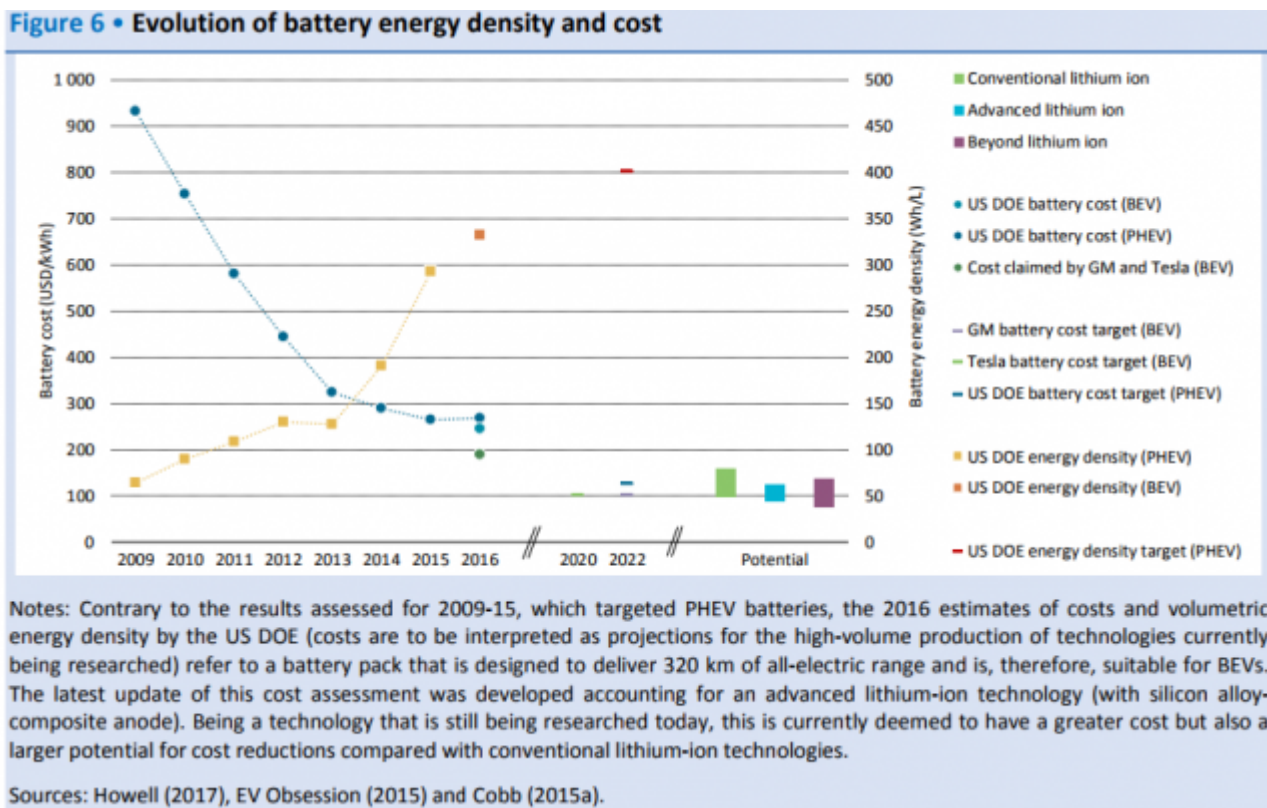 Figure 6 • Evolution of battery energy density and cost
1 000
900
800
700
600
500
400
300
200
100
0
Battery cost (USD/kWh)
2009 2010 2011 2012 2013 2014 2015 2016 // 2020 2022 // Potential
500
450
400
350
300
250
200
150
100
50
0
Battery energy density (Wh/L)
Conventional lithium ion
Advanced lithium ion
Beyond lithium ion
US DOE battery cost (BEV)
US DOE battery cost (PHEV)
Cost claimed by GM and Tesla (BEV)
GM battery cost target (BEV)
Tesla battery cost target (BEV)
US DOE battery cost target (PHEV)
US DOE energy density (PHEV)
US DOE energy density (BEV)
US DOE energy density target (PHEV)
Notes: Contrary to the results assessed for 2009-15, which targeted PHEV batteries, the 2016 estimates of costs and volumetric
energy density by the US DOE (costs are to be interpreted as projections for the high-volume production of technologies currently
being researched) refer to a battery pack that is designed to deliver 320 km of all-electric range and is, therefore, suitable for BEVs.
The latest update of this cost assessment was developed accounting for an advanced lithium-ion technology (with silicon alloy-
composite anode). Being a technology that is still being researched today, this is currently deemed to have a greater cost but also a
larger potential for cost reductions compared with conventional lithium-ion technologies.
Sources: Howell (2017), EV Obsession (2015) and Cobb (2015a).